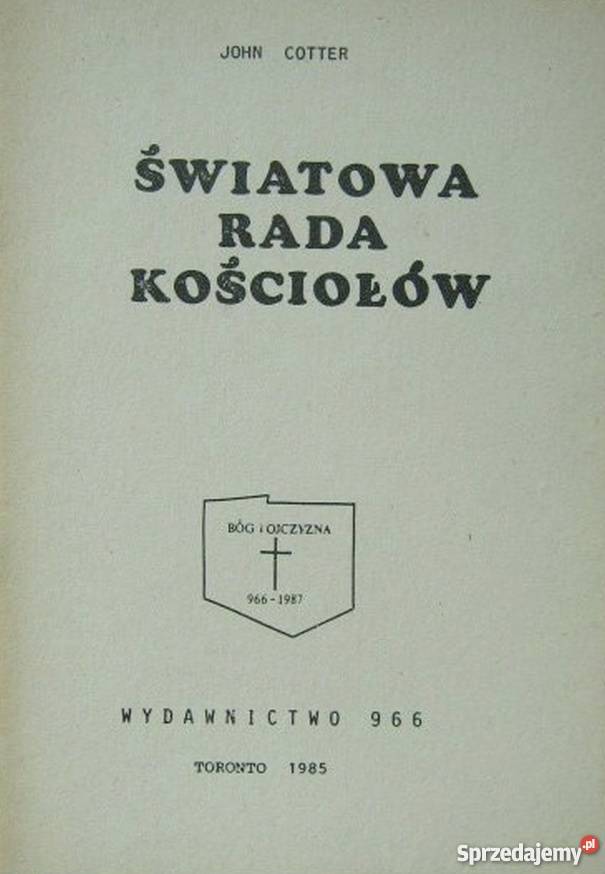 JOHN COTTER
ŚWIATOWA
RADA
KOŚCIOŁÓW
BÓG i OJCZYZNA
966-1987
WYDAWNICTWO 966
TORONTO 1985
Sprzedajemy.pl